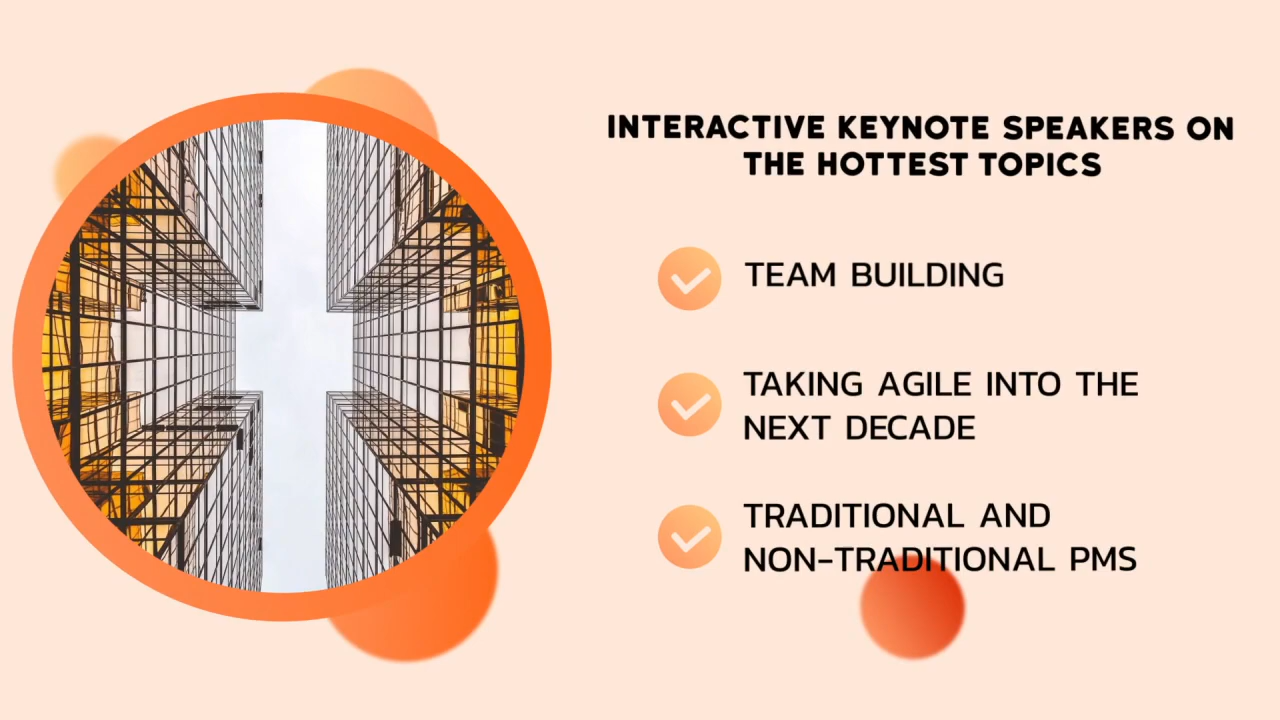 INTERACTIVE KEYNOTE SPEAKERS ON
THE HOTTEST TOPICS
TEAM BUILDING
TAKING AGILE INTO THE
NEXT DECADE
TRADITIONAL AND
NON-TRADITIONAL PMS